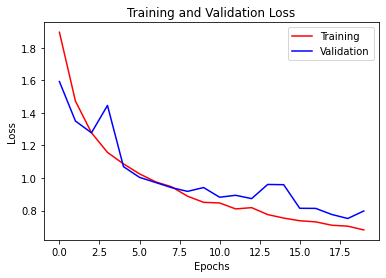 Training and Validation Loss
Training
Validation
Loss
1.8
1.6
1.4
1.2
1.0
0.8
0.0 2.5 5.0 7.5 10.0 12.5 15.0 17.5
Epochs